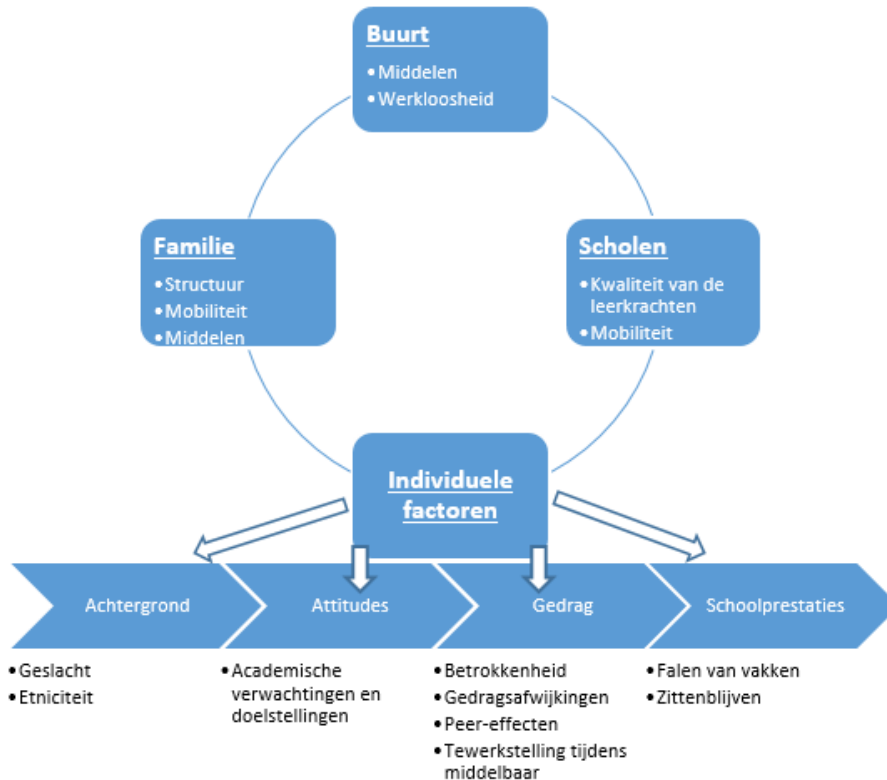 Buurt
•Middelen
•Werkloosheid
Familie
•Structuur
•Mobiliteit
•Middelen
Scholen
•Kwaliteit van de
leerkrachten
•Mobiliteit
Individuele
factoren
Achtergrond
•Geslacht
•Etniciteit
Attitudes
•Academische
verwachtingen en
doelstellingen
Gedrag
•Betrokkenheid
•Gedragsafwijkingen
•Peer-effecten
•Tewerkstelling tijdens
middelbaar
Schoolprestaties
•Falen van vakken
•Zittenblijven